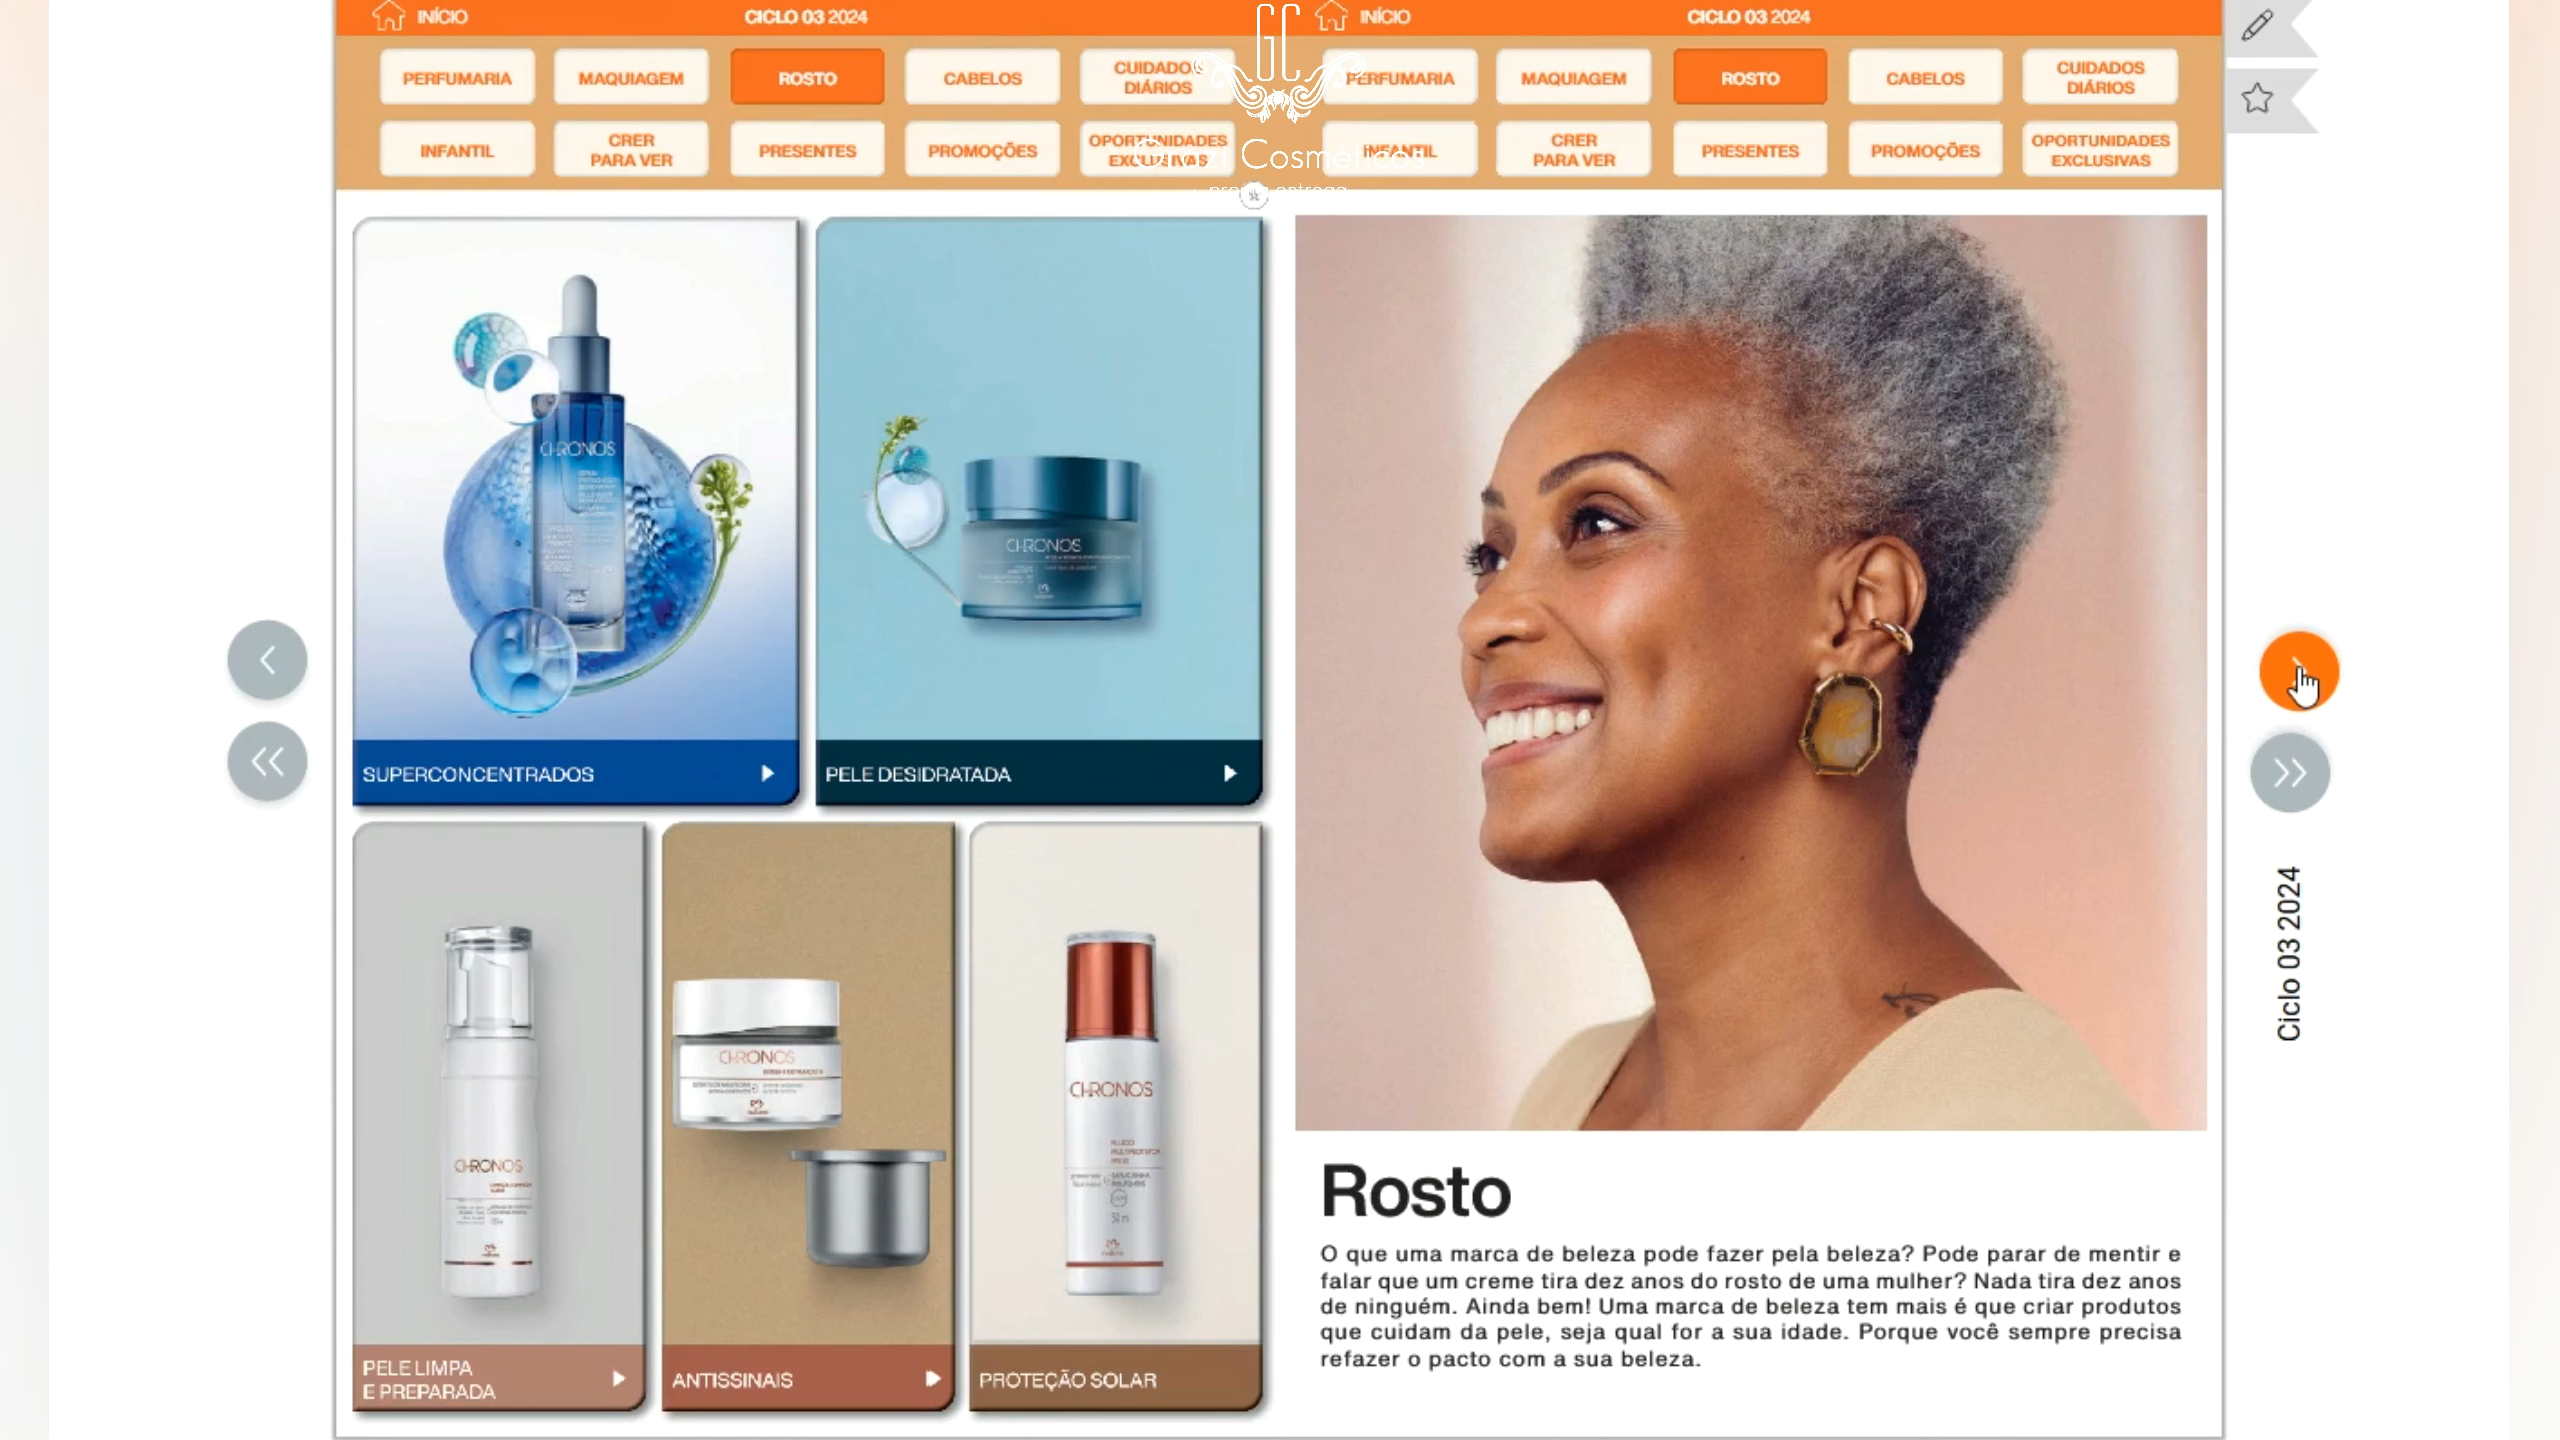 INÍCIO
CICLO 03 2024
PERFUMARIA
MAQUIAGEM
ROSTO
CABELOS
CUIDADOS
DIÁRIOS
INFANTIL
CRER
PARA VER
PRESENTES
PROMOÇÕES
OPORTUNIDADES
EXCLUSIVAS
Grazi Cosméticos
pronta entrega
INÍCIO
CICLO 03 2024
PERFUMARIA
MAQUIAGEM
ROSTO
CABELOS
CUIDADOS
DIÁRIOS
INFANTIL
CRER
PARA VER
PRESENTES
PROMOÇÕES
OPORTUNIDADES
EXCLUSIVAS
CHRONOS
SUPERCONCENTRADOS
CHRONOS
PELE DESIDRATADA
CHRONOS
PELE LIMPA
E PREPARADA
CHRONOS
ANTISSINAIS
CHRONOS
PROTEÇÃO SOLAR
Rosto
O que uma marca de beleza pode fazer pela beleza? Pode parar de mentir e
falar que um creme tira dez anos do rosto de uma mulher? Nada tira dez anos
de ninguém. Ainda bem! Uma marca de beleza tem mais é que criar produtos
que cuidam da pele, seja qual for a sua idade. Porque você sempre precisa
refazer o pacto com a sua beleza.
Ciclo 03 2024